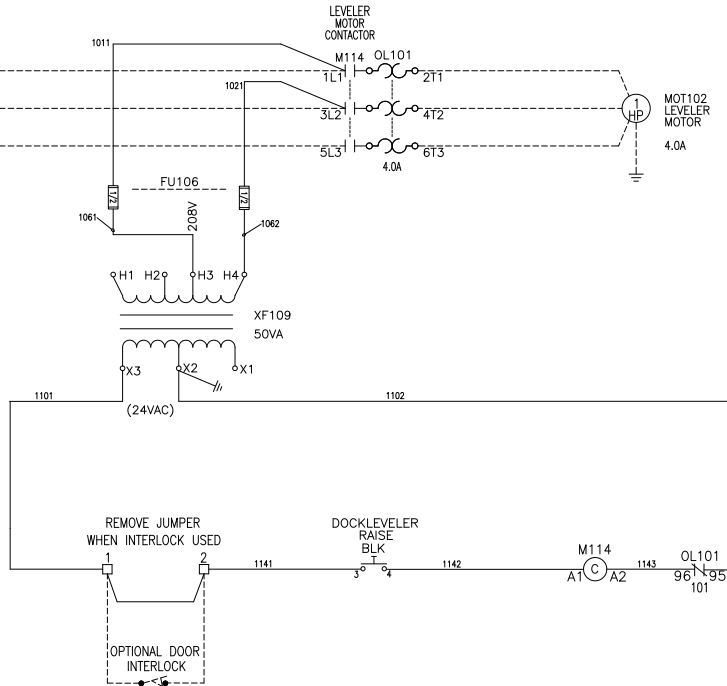 LEVELER
MOTOR
CONTACTOR
1011
M114
OL101
1L1
2T1
1021
3L2
4T2
1
HP
MOT102
LEVELER
MOTOR
4.0A
5L3
6T3
4.0A
FU106
1/2
1/2
208V
1061
1062
H1
H2
H3
H4
XF109
50VA
X3
X2
X1
1101
(24VAC)
1102
REMOVE JUMPER
WHEN INTERLOCK USED
1
2
1141
DOCKLEVELER
RAISE
BLK
3
4
1142
M114
A1
C
A2
1143
OL101
96
95
101
OPTIONAL DOOR
INTERLOCK